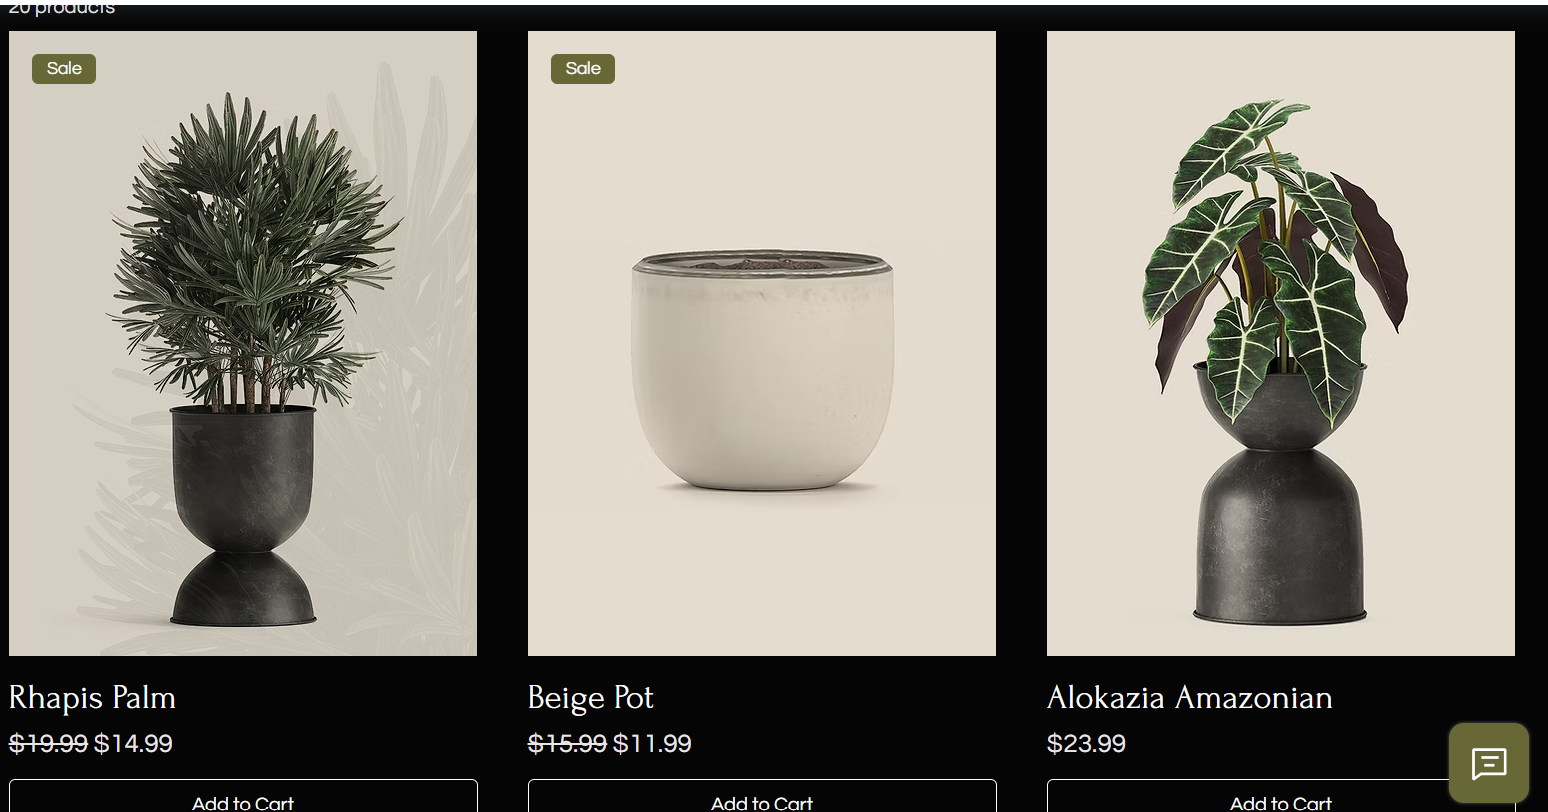 20 products
Sale
Sale
Rhapis Palm
$19.99 $14.99
Add to Cart
Beige Pot
$15.99 $11.99
Add to Cart
Alokazia Amazonian
$23.99
Add to Cart